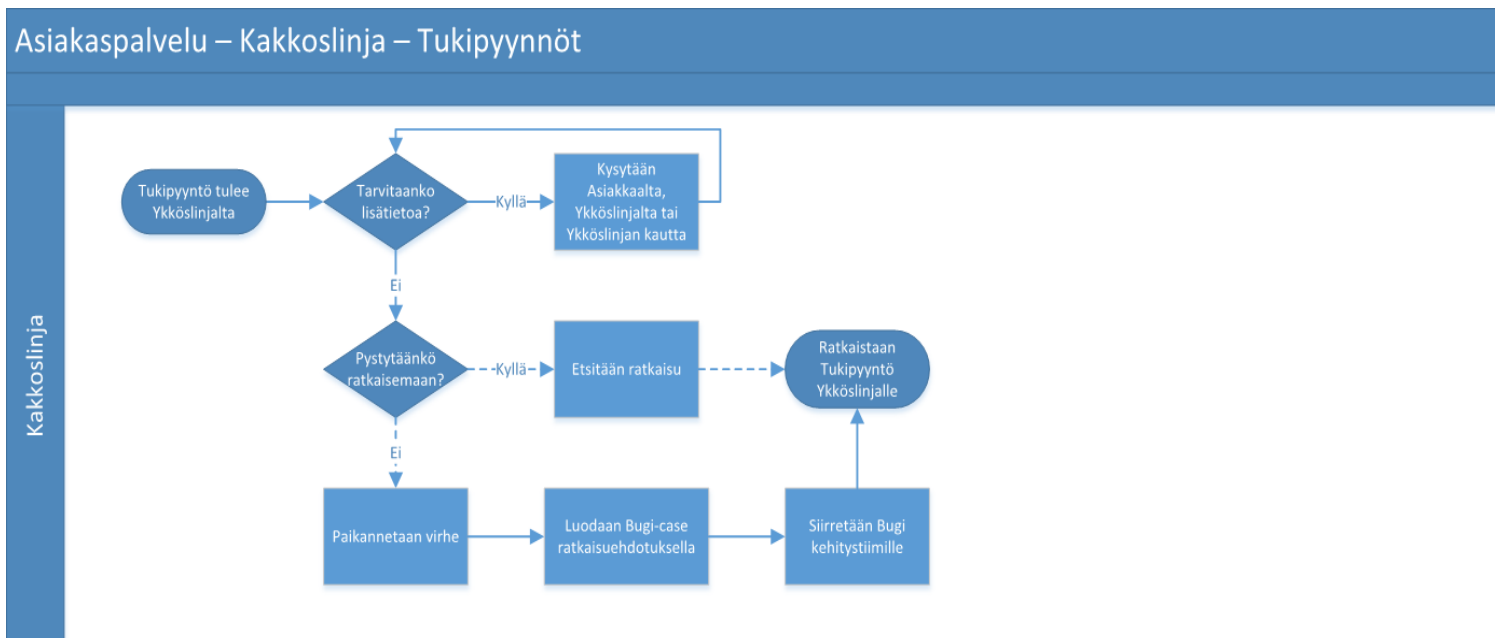 Asiakaspalvelu – Kakkoslinja – Tukipyynnöt
Kakkoslinja
Tukipyyntö tulee
Ykköslinjalta
Tarvitaanko
lisätietoa?
Kyllä
Kysytään
Asiakkaalta,
Ykköslinjalta tai
Ykköslinjan kautta
Ei
Pystytäänkö
ratkaisemaan?
Kyllä
Etsitään ratkaisu
Ratkaistaan
Tukipyyntö
Ykköslinjalle
Ei
Paikannetaan virhe
Luodaan Bugi-case
ratkaisuehdotuksella
Siirretään Bugi
kehitystiimille